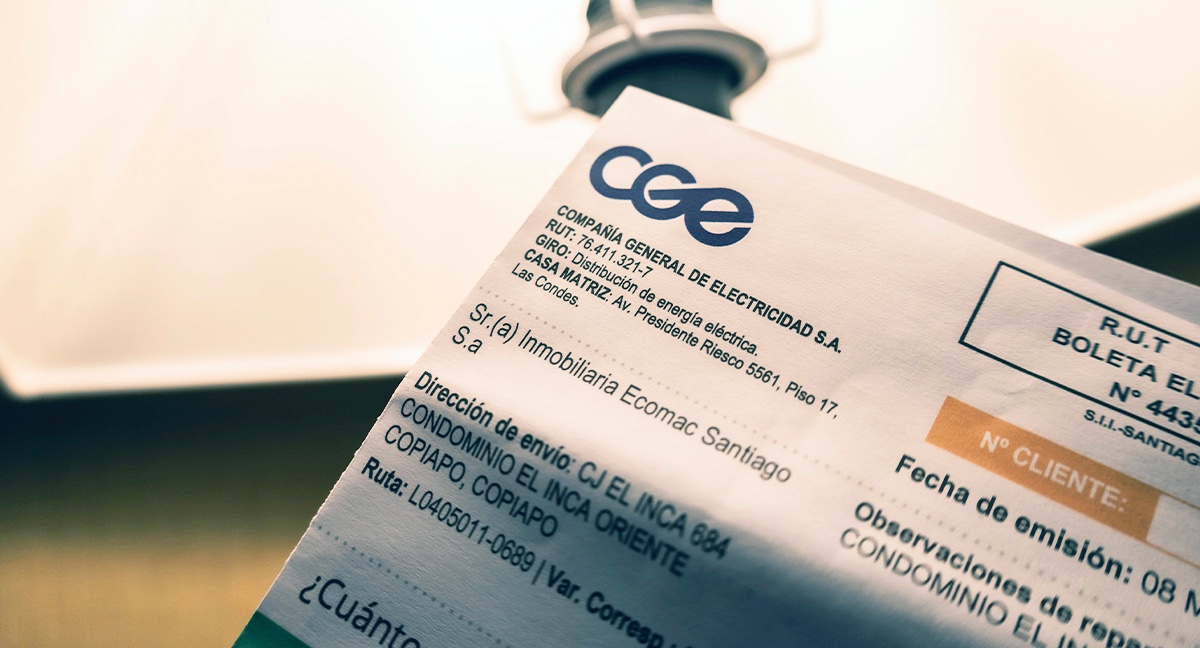 cge
COMPAÑÍA GENERAL DE ELECTRICIDAD S.A.
RUT: 76.411.321-7
GIRO: Distribución de energía eléctrica.
CASA MATRIZ: Av. Presidente Riesco 5561, Piso 17,
Las Condes.
Sr.(a) Inmobiliaria Ecomac Santiago
S.a
Dirección de envío: CJ EL INCA 684
CONDOMINIO EL INCA ORIENTE
COPIAPO, COPIAPO
Ruta: L0405011-0689 | Var. Corresp.
¿Cuánto
R.U.T
BOLETA EL
Nº 4435
S.I.I.-SANTIAG
Nº CLIENTE:
Fecha de emisión: 08 M
Observaciones de repar
CONDOMINIO EL IN